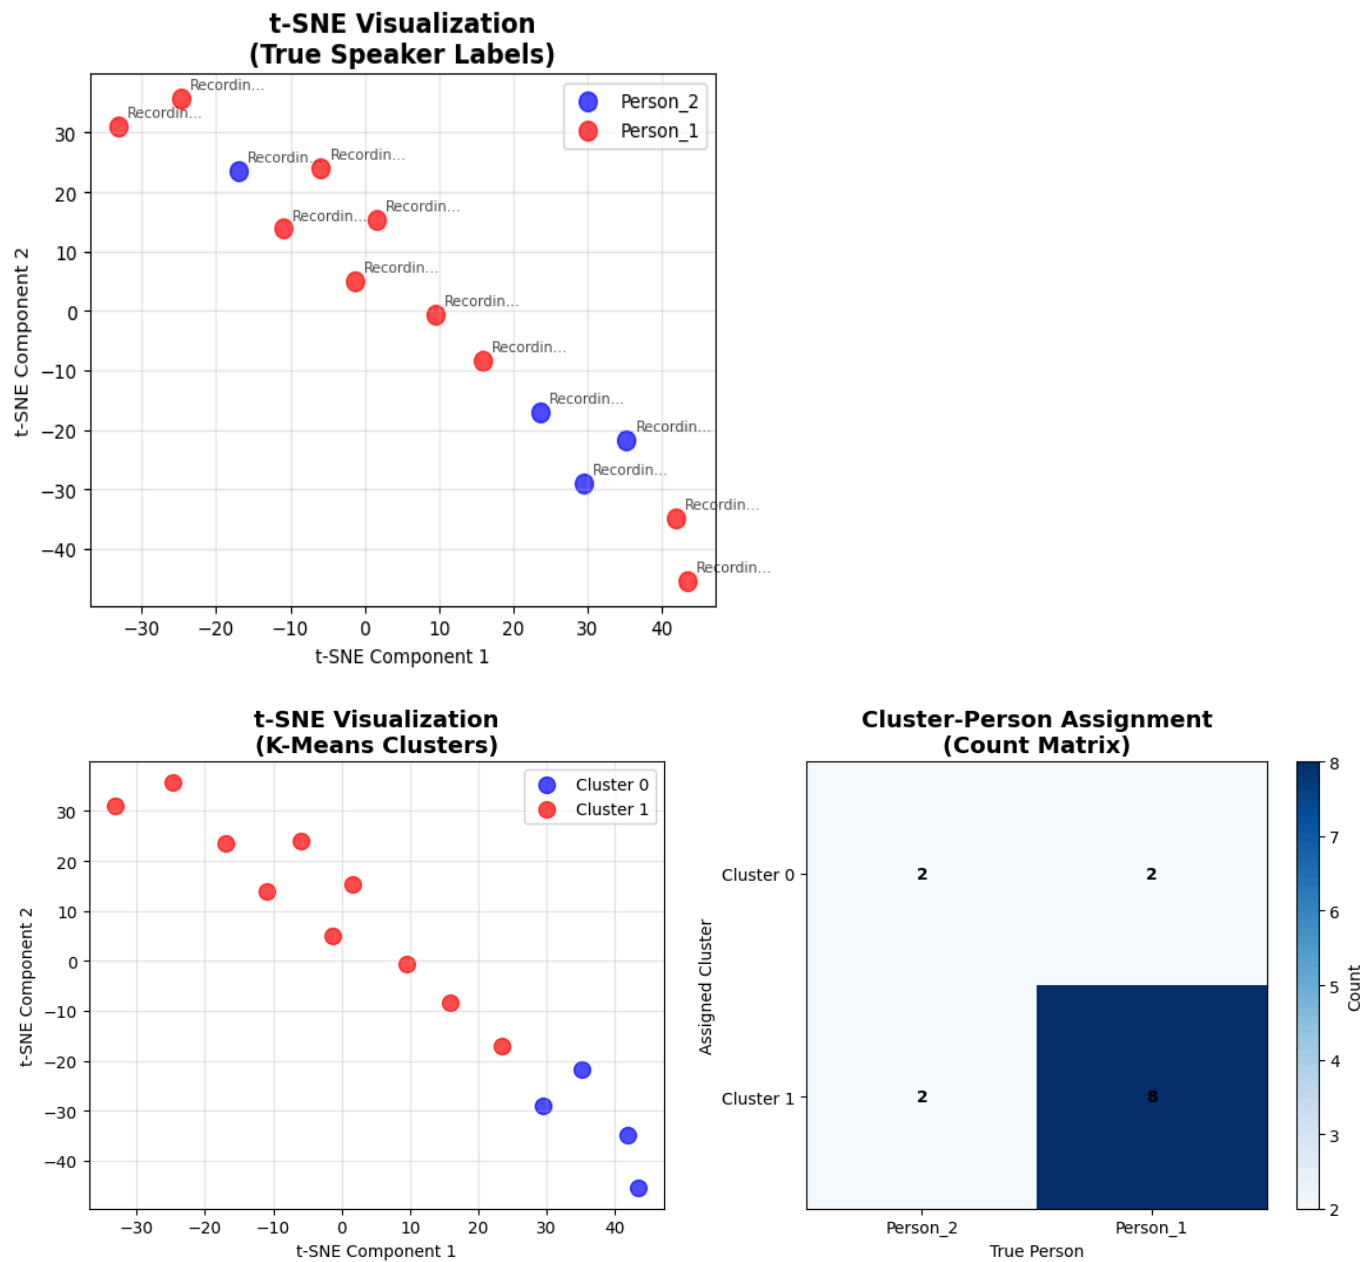 t-SNE Visualization
(True Speaker Labels)
Person_2
Person_1
Recordin...
Recordin...
Recordin...
Recordin...
Recordin...
Recordin...
Recordin...
Recordin...
Recordin...
Recordin...
Recordin...
Recordin...
Recordin...
Recordin...
30
20
10
0
−10
−20
−30
−40
t-SNE Component 2
−30 −20 −10 0 10 20 30 40
t-SNE Component 1
t-SNE Visualization
(K-Means Clusters)
Cluster 0
Cluster 1
30
20
10
0
−10
−20
−30
−40
t-SNE Component 2
−30 −20 −10 0 10 20 30 40
t-SNE Component 1
Cluster-Person Assignment
(Count Matrix)
Assigned Cluster
Cluster 0 2 2
Cluster 1 2 8
Person_2 Person_1
True Person
8
7
6
5
4
3
2
Count